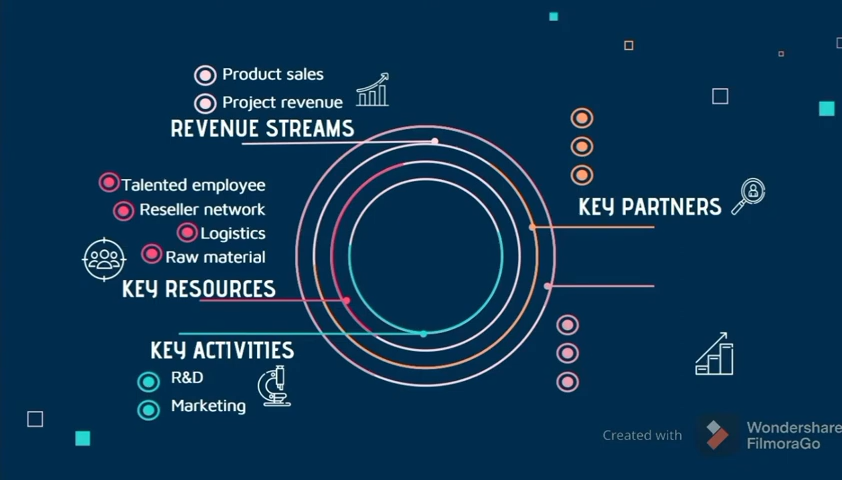 Product sales
Project revenue
REVENUE STREAMS
Talented employee
Reseller network
Logistics
Raw material
KEY RESOURCES
KEY ACTIVITIES
R&D
Marketing
KEY PARTNERS
Created with
Wondershare
FilmoraGo